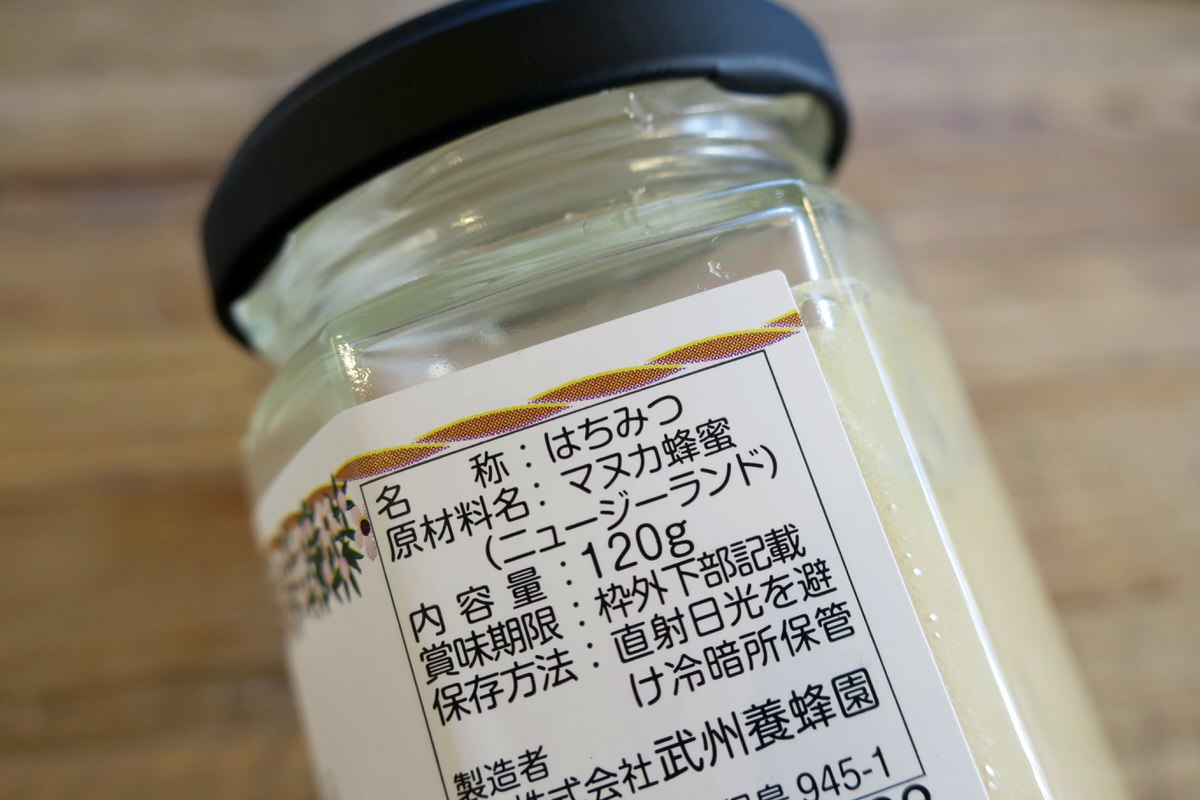 名 称：はちみつ
原材料名：マヌカ蜂蜜
(ニュージーランド)
内容量：120g
賞味期限：枠外下部記載
保存方法：直射日光を避
け冷暗所保管
製造者
株式会社武州養蜂園
945-1